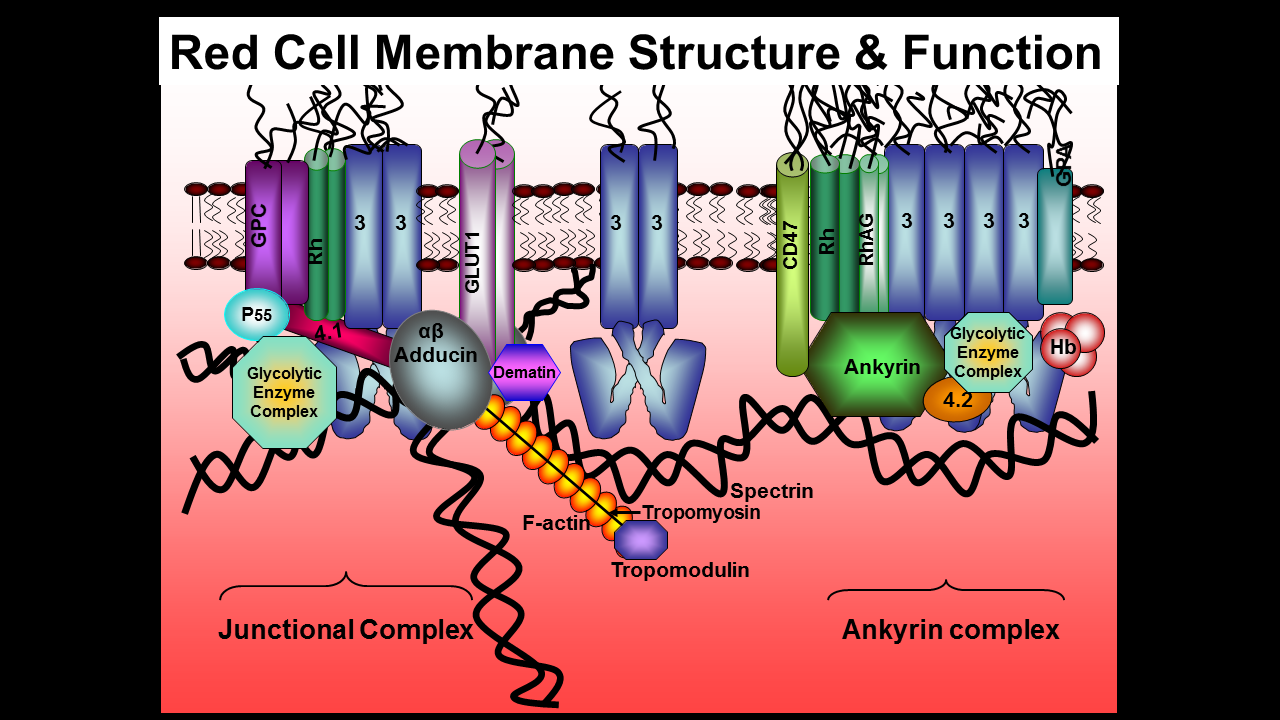 Red Cell Membrane Structure & Function
GPC
Rh
3
3
GLUT1
3
3
CD47
Rh
RhAG
3
3
3
3
GPA
P55
4.1
αβ
Adducin
Glycolytic
Enzyme
Complex
Dematin
Ankyrin
Glycolytic
Enzyme
Complex
Hb
4.2
Spectrin
Tropomyosin
F-actin
Tropomodulin
Junctional Complex
Ankyrin complex